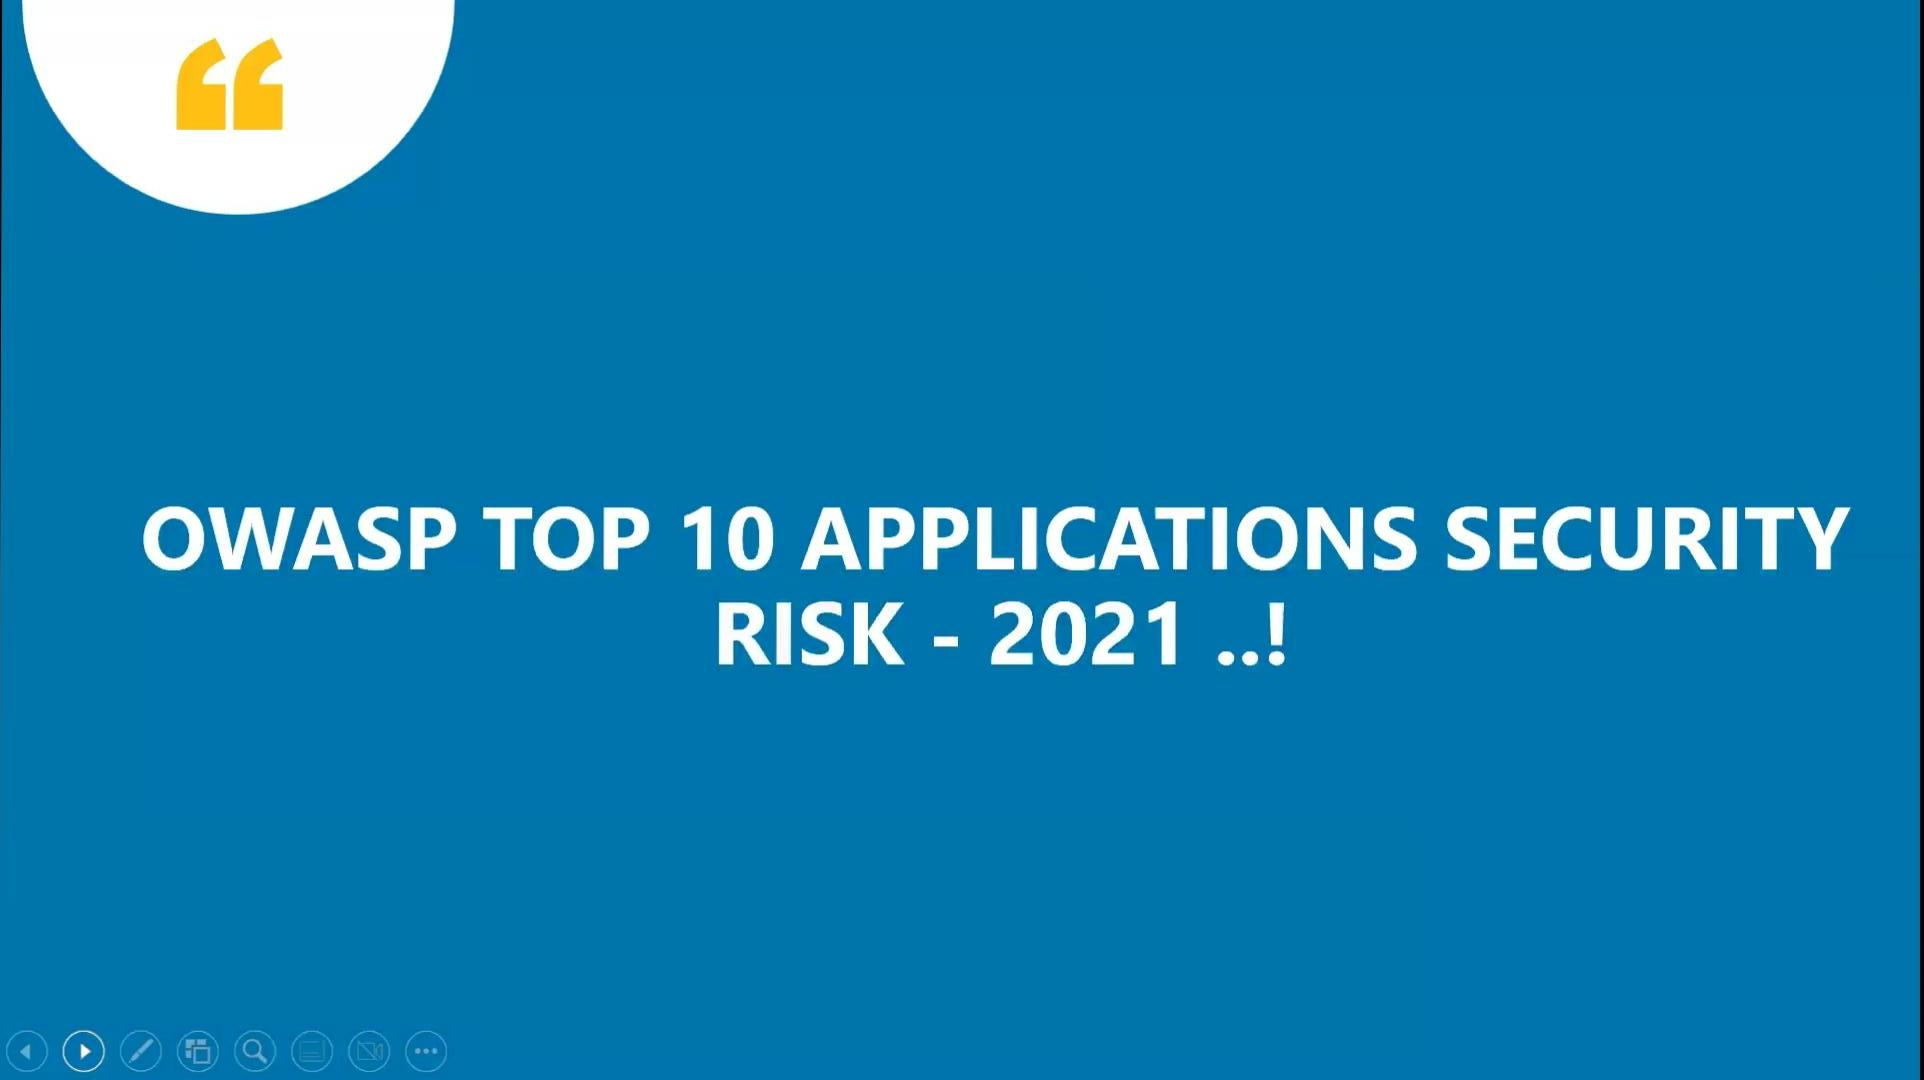 “
OWASP TOP 10 APPLICATIONS SECURITY
RISK - 2021 ..!